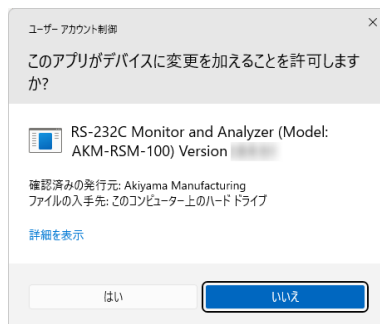 ユーザー アカウント制御
このアプリがデバイスに変更を加えることを許可します
か?
RS-232C Monitor and Analyzer (Model:
AKM-RSM-100) Version
確認済みの発行元: Akiyama Manufacturing
ファイルの入手先: このコンピューター上のハード ドライブ
詳細を表示
はい
いいえ